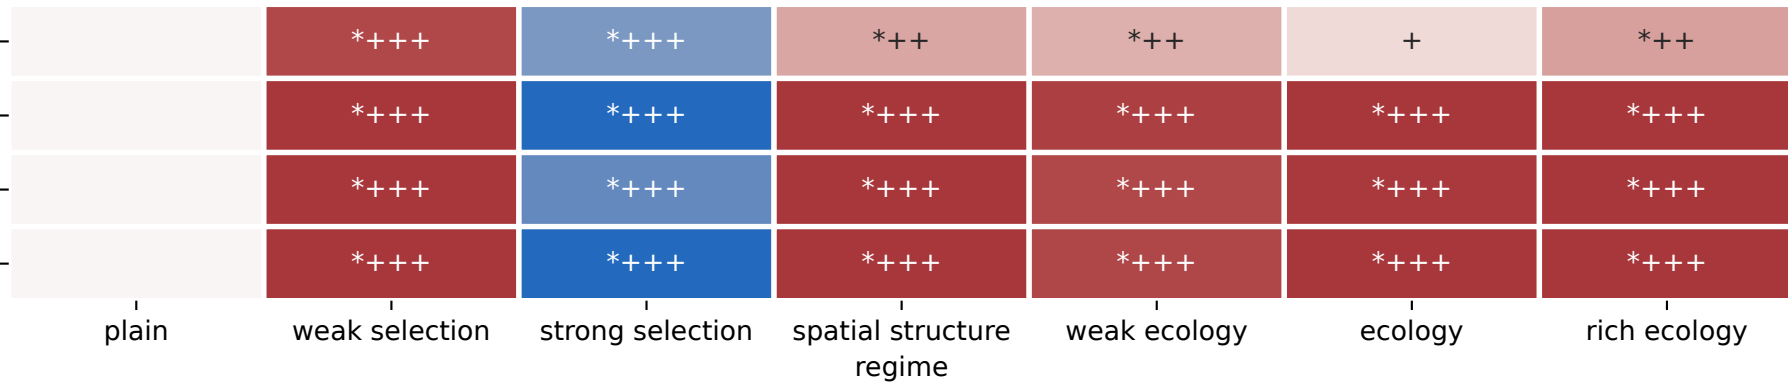 *+++ *+++ *++ *++ + *++
*+++ *+++ *+++ *+++ *+++ *+++
*+++ *+++ *+++ *+++ *+++ *+++
*+++ *+++ *+++ *+++ *+++ *+++
plain weak selection strong selection spatial structure weak ecology ecology rich ecology
regime